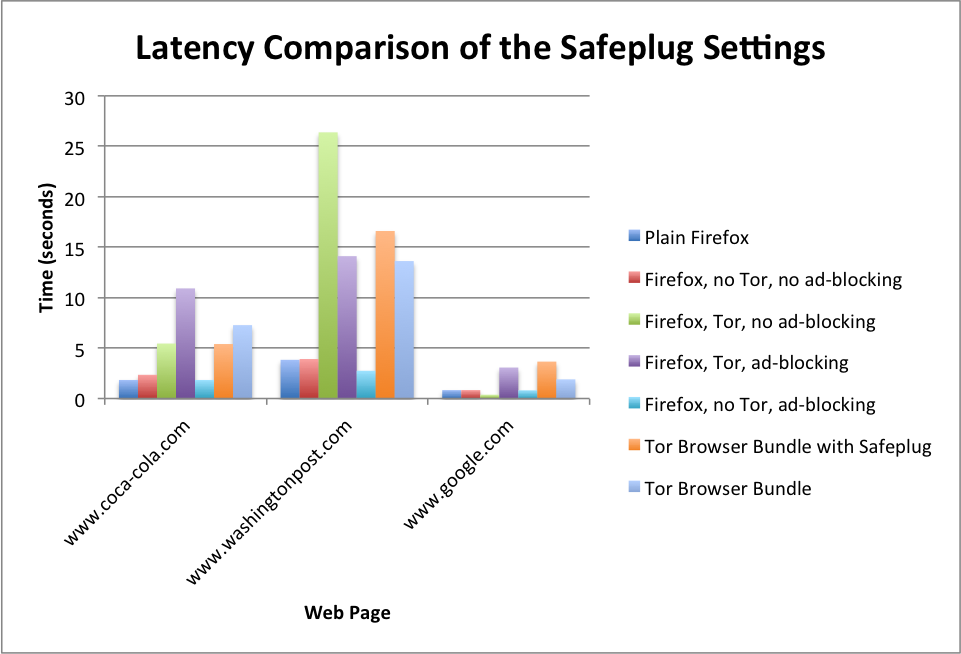 Latency Comparison of the Safeplug Settings
30
25
20
15
10
5
0
Time (seconds)
www.coca-cola.com
www.washingtonpost.com
www.google.com
Web Page
Plain Firefox
Firefox, no Tor, no ad-blocking
Firefox, Tor, no ad-blocking
Firefox, Tor, ad-blocking
Firefox, no Tor, ad-blocking
Tor Browser Bundle with Safeplug
Tor Browser Bundle